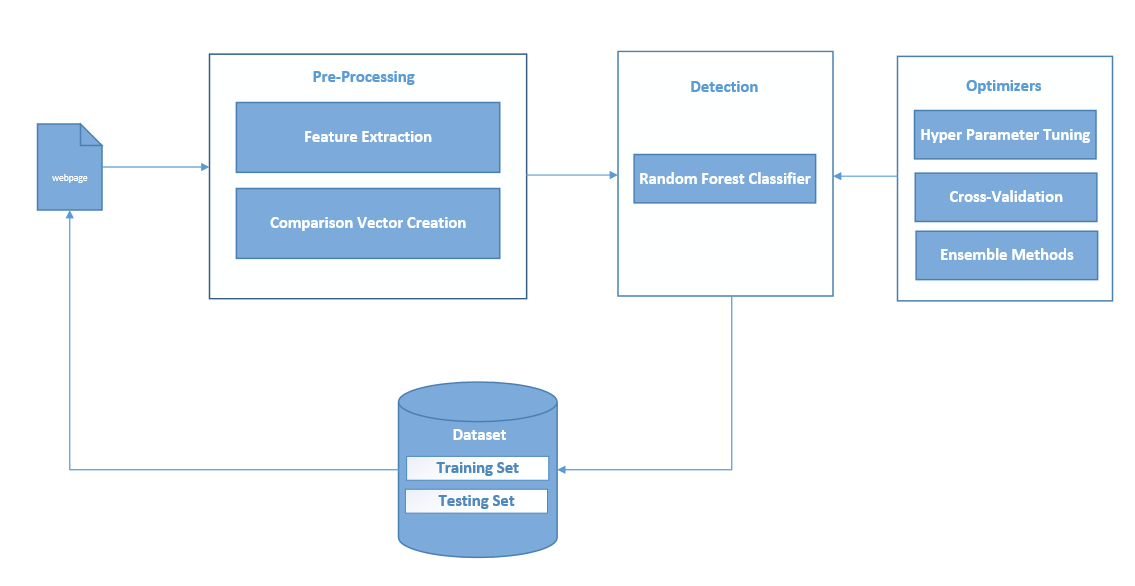 webpage
Pre-Processing
Feature Extraction
Comparison Vector Creation
Detection
Random Forest Classifier
Optimizers
Hyper Parameter Tuning
Cross-Validation
Ensemble Methods
Dataset
Training Set
Testing Set